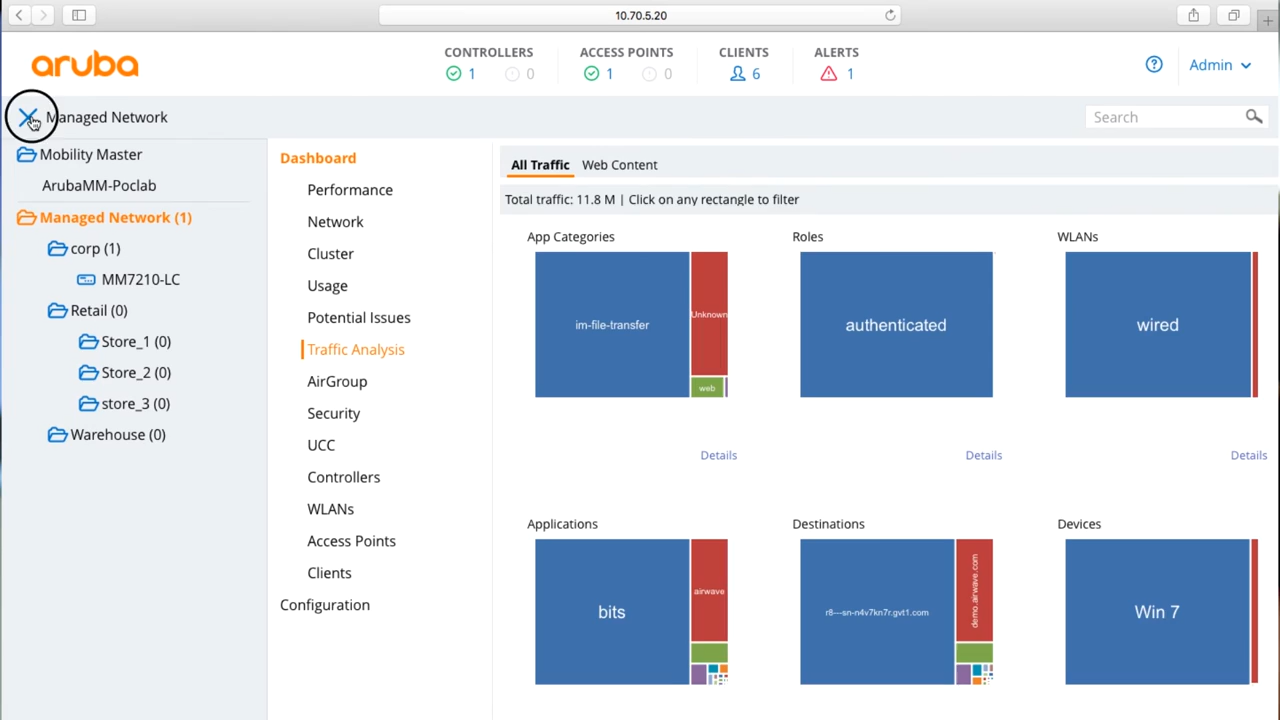 10.70.5.20
aruba
CONTROLLERS
1 0
ACCESS POINTS
1 0
CLIENTS
6
ALERTS
1
Admin
Managed Network
Search
Mobility Master
ArubaMM-Poclab
Managed Network (1)
corp (1)
MM7210-LC
Retail (0)
Store_1 (0)
Store_2 (0)
store_3 (0)
Warehouse (0)
Dashboard
Performance
Network
Cluster
Usage
Potential Issues
Traffic Analysis
AirGroup
Security
UCC
Controllers
WLANs
Access Points
Clients
Configuration
All Traffic Web Content
Total traffic: 11.8 M | Click on any rectangle to filter
App Categories
im-file-transfer
Unknown
web
Details
Roles
authenticated
Details
WLANs
wired
Details
Applications
bits
airwave
Destinations
r8---sn-n4v7kn7r.gvt1.com
demo.airwave.com
Devices
Win 7